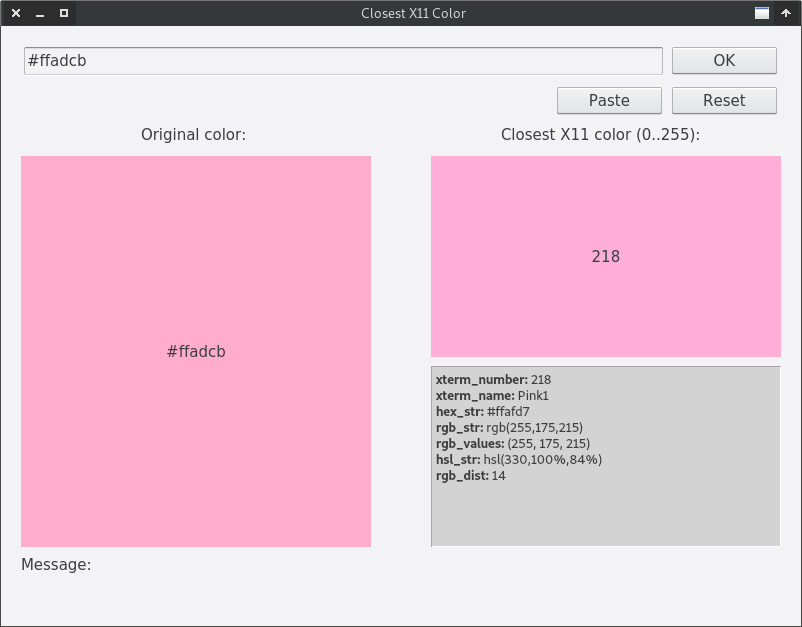 Closest X11 Color
#ffadcb
OK
Paste
Reset
Original color:
Closest X11 color (0..255):
#ffadcb
218
xterm_number: 218
xterm_name: Pink1
hex_str: #ffafd7
rgb_str: rgb(255,175,215)
rgb_values: (255, 175, 215)
hsl_str: hsl(330,100%,84%)
rgb_dist: 14
Message: